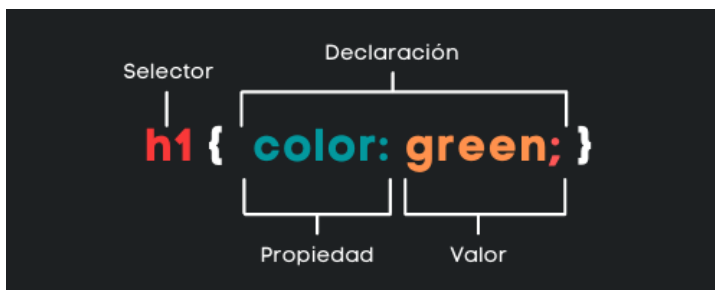 Declaración
Selector
h1 { color: green; }
Propiedad Valor